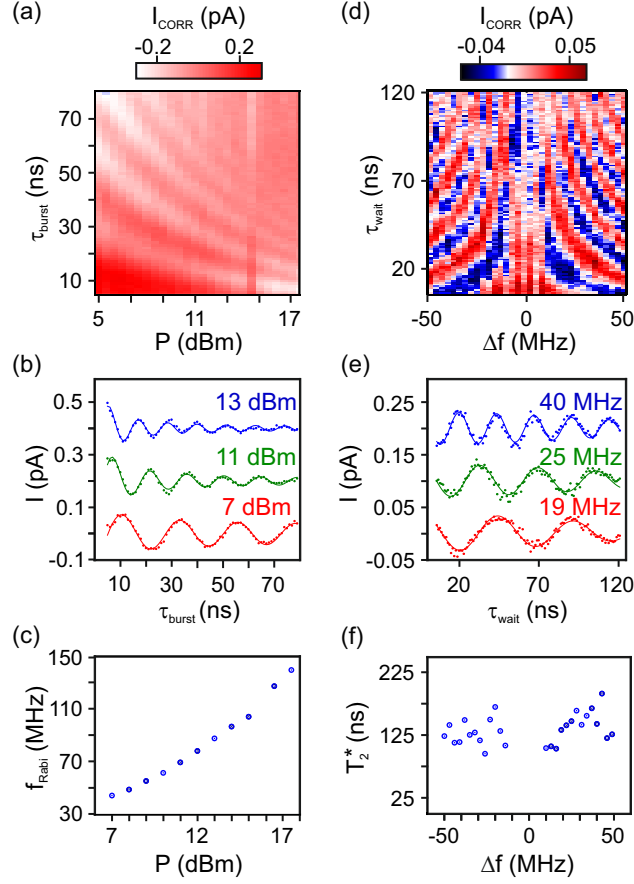 (a)
I_CORR (pA)
-0.2 0.2
70
50
30
10
τ_burst (ns)
5 11 17
P (dBm)
(d)
I_CORR (pA)
-0.04 0.05
120
70
20
τ_wait (ns)
-50 0 50
Δf (MHz)
(b)
0.5
0.3
0.1
-0.1
I (pA)
13 dBm
11 dBm
7 dBm
10 30 50 70
τ_burst (ns)
(e)
0.25
0.15
0.05
-0.05
I (pA)
40 MHz
25 MHz
19 MHz
20 70 120
τ_wait (ns)
(c)
150
110
70
30
f_Rabi (MHz)
7 8 10 12 14 17
P (dBm)
(f)
225
125
25
T_2^* (ns)
-50 0 50
Δf (MHz)